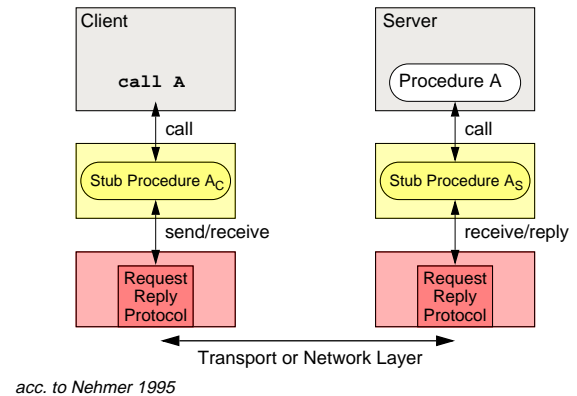 Client
Server
call A
Procedure A
call
call
Stub Procedure AC
Stub Procedure AS
send/receive
receive/reply
Request
Reply
Protocol
Request
Reply
Protocol
Transport or Network Layer
acc. to Nehmer 1995